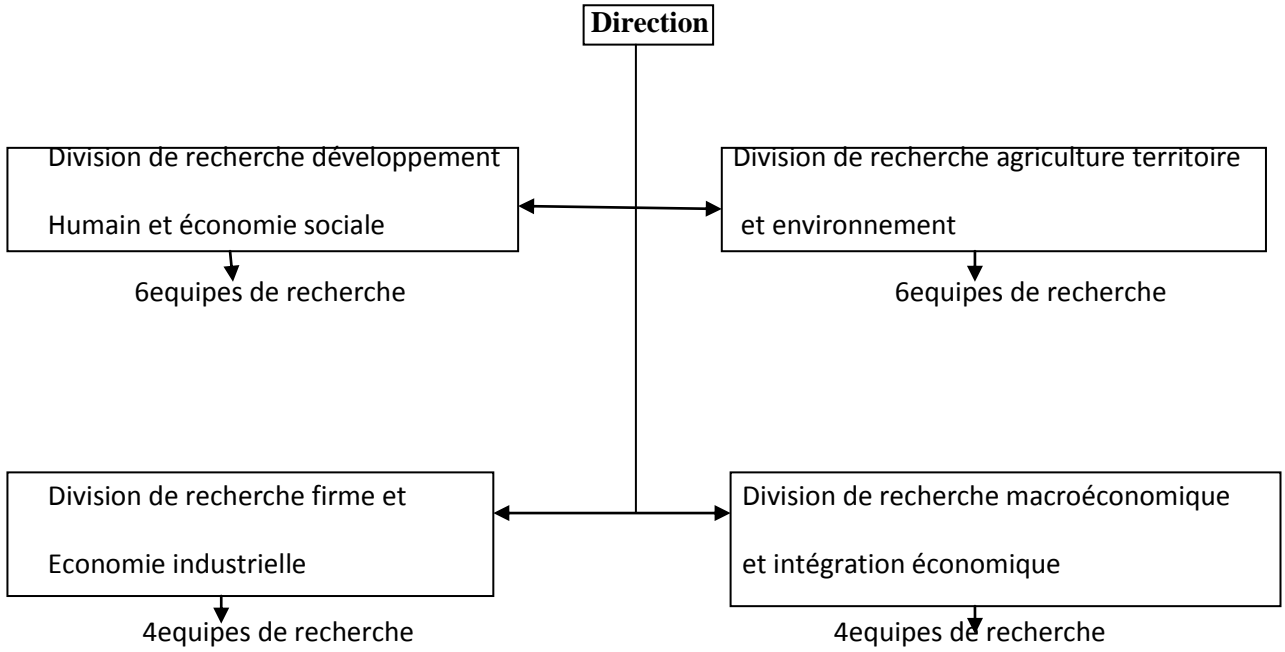 Direction
Division de recherche développement
Humain et économie sociale
6equipes de recherche
Division de recherche agriculture territoire
et environnement
6equipes de recherche
Division de recherche firme et
Economie industrielle
4equipes de recherche
Division de recherche macroéconomique
et intégration économique
4equipes de recherche